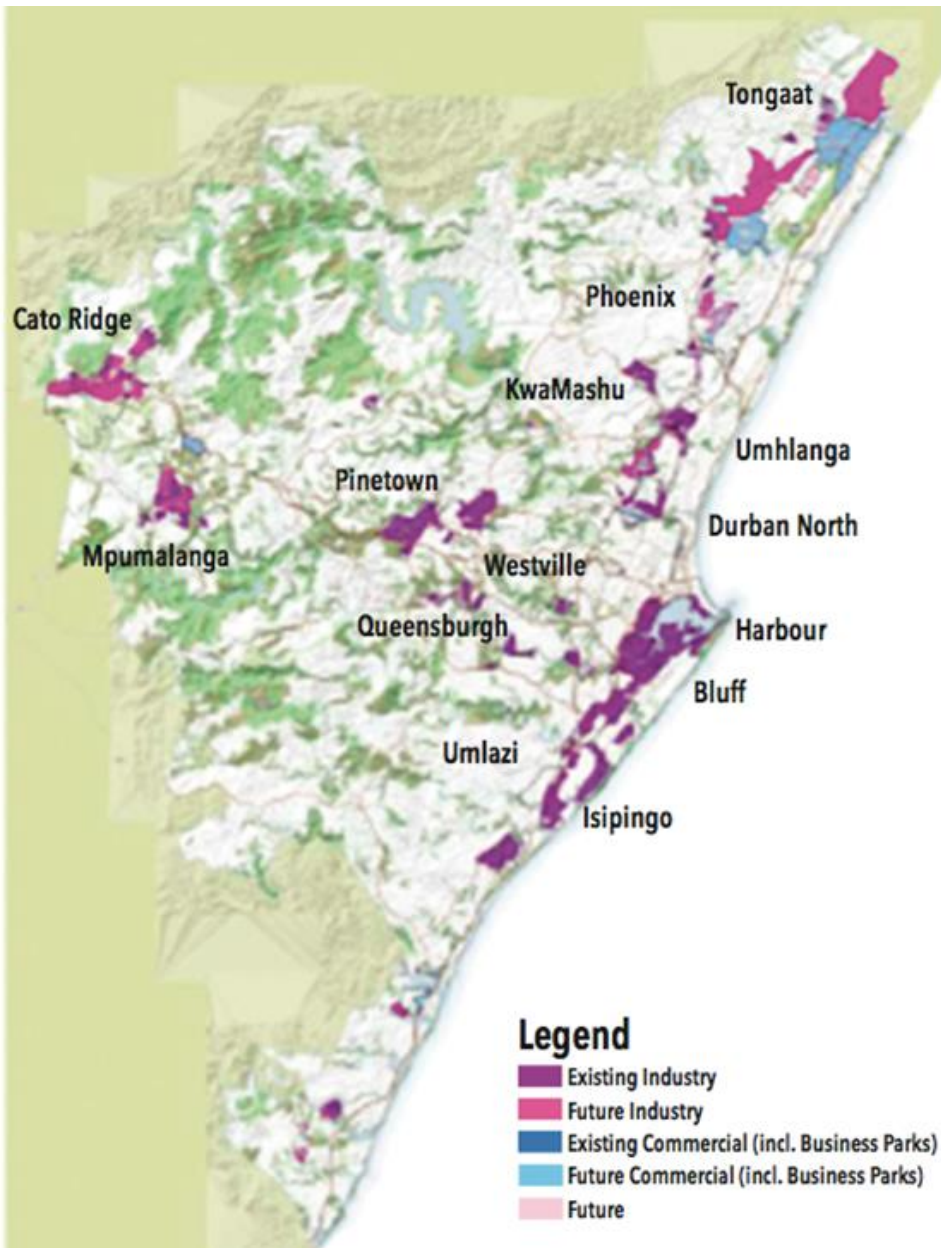 Tongaat
Phoenix
Cato Ridge
KwaMashu
Umhlanga
Pinetown
Durban North
Mpumalanga
Westville
Queensburgh
Harbour
Bluff
Umlazi
Isipingo
Legend
Existing Industry
Future Industry
Existing Commercial (incl. Business Parks)
Future Commercial (incl. Business Parks)
Future